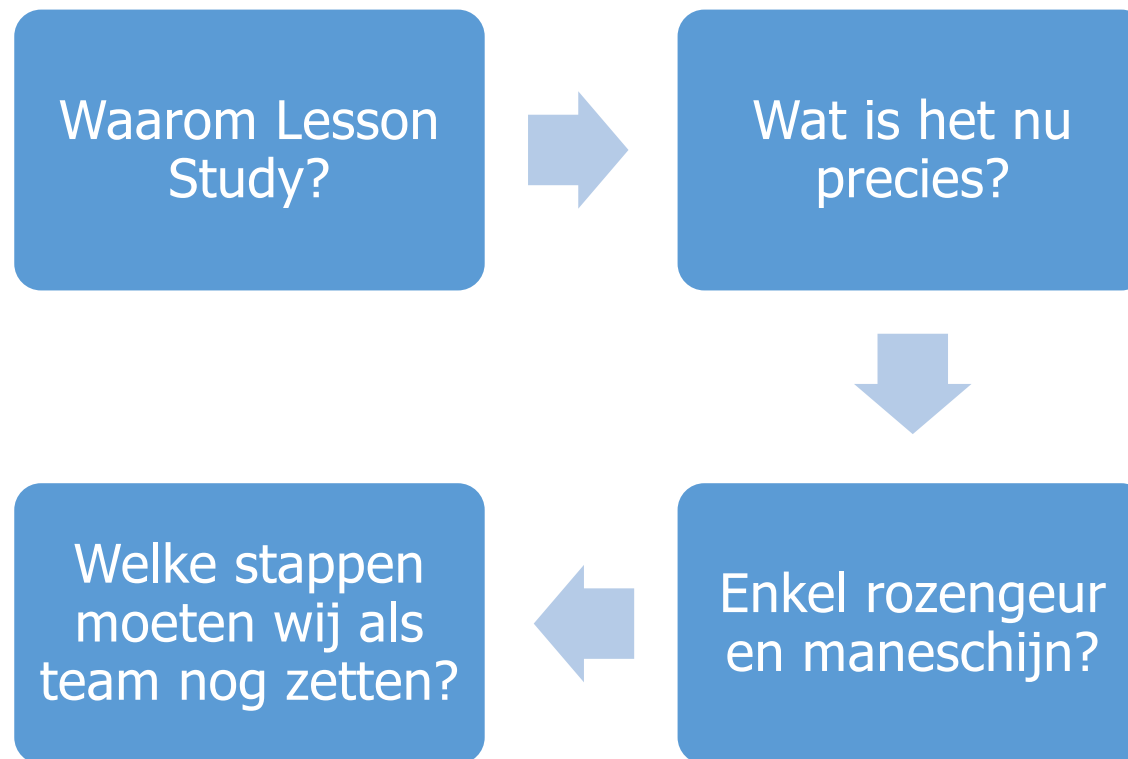 Waarom Lesson
Study?
Wat is het nu
precies?
Enkel rozengeur
en maneschijn?
Welke stappen
moeten wij als
team nog zetten?